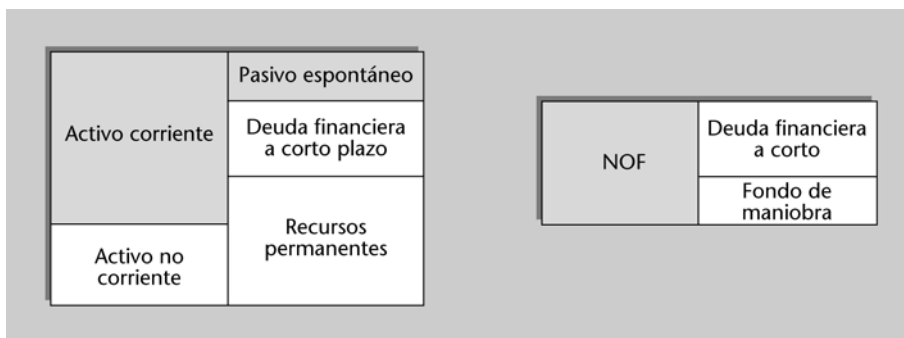 Activo corriente
Activo no
corriente
Pasivo espontáneo
Deuda financiera
a corto plazo
Recursos
permanentes
NOF
Deuda financiera
a corto
Fondo de
maniobra